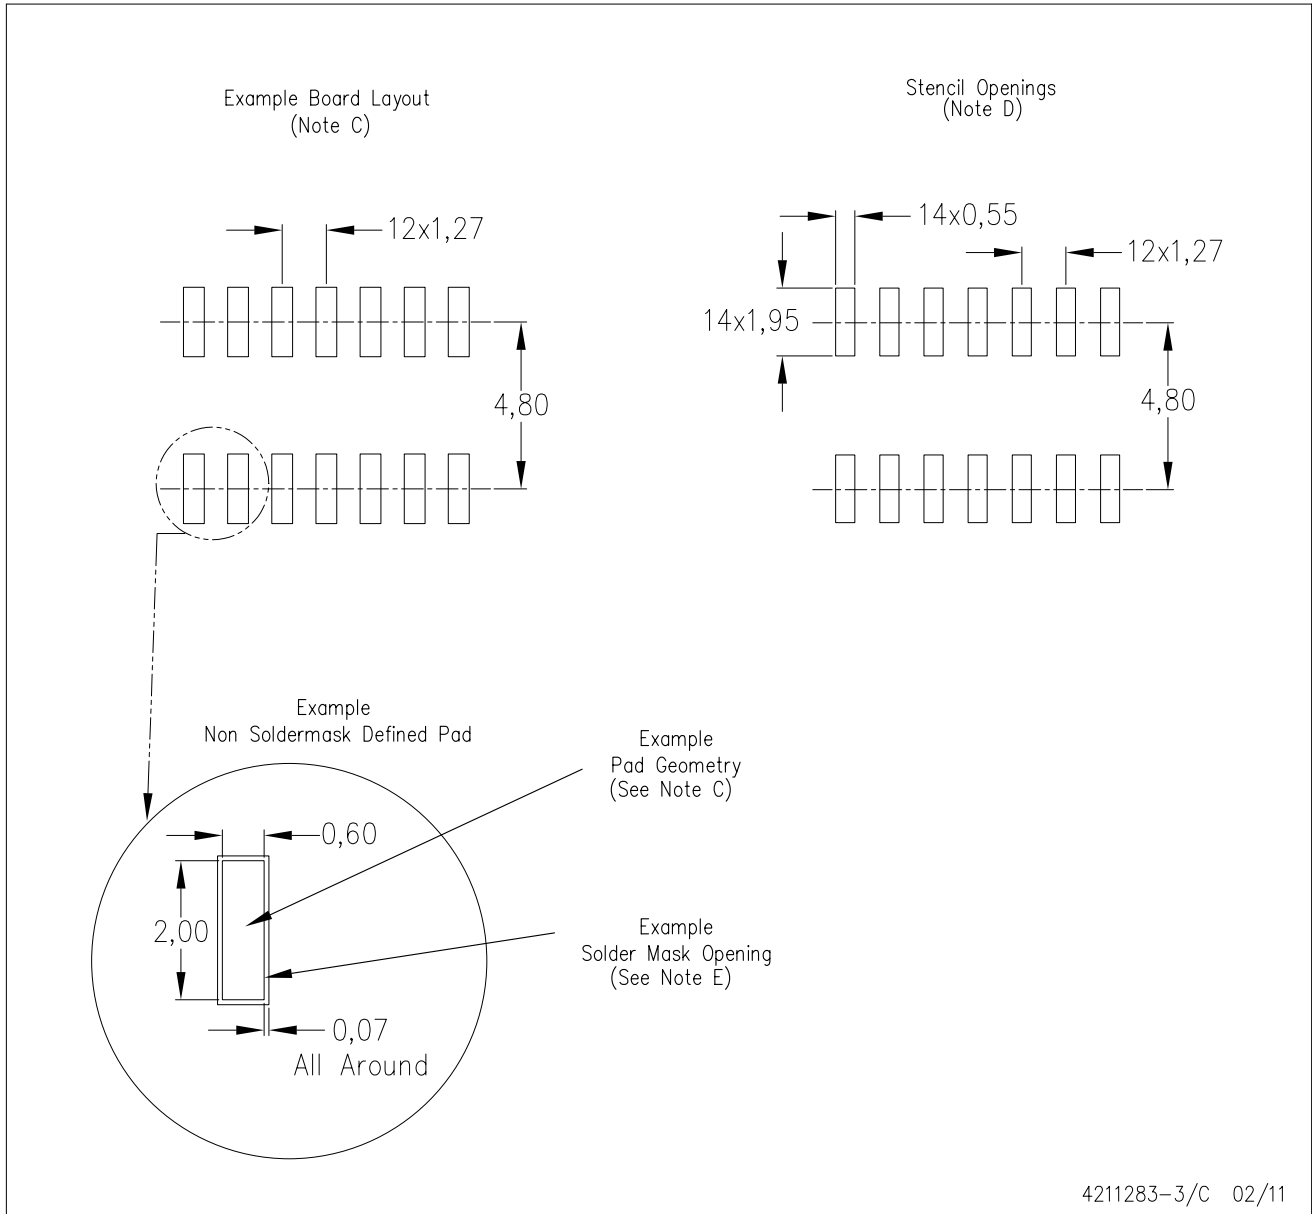 Example Board Layout
(Note C)
12x1,27
4,80
Stencil Openings
(Note D)
14x0,55
12x1,27
14x1,95
4,80
Example
Non Soldermask Defined Pad
0,60
2,00
0,07
All Around
Example
Pad Geometry
(See Note C)
Example
Solder Mask Opening
(See Note E)
4211283-3/C 02/11